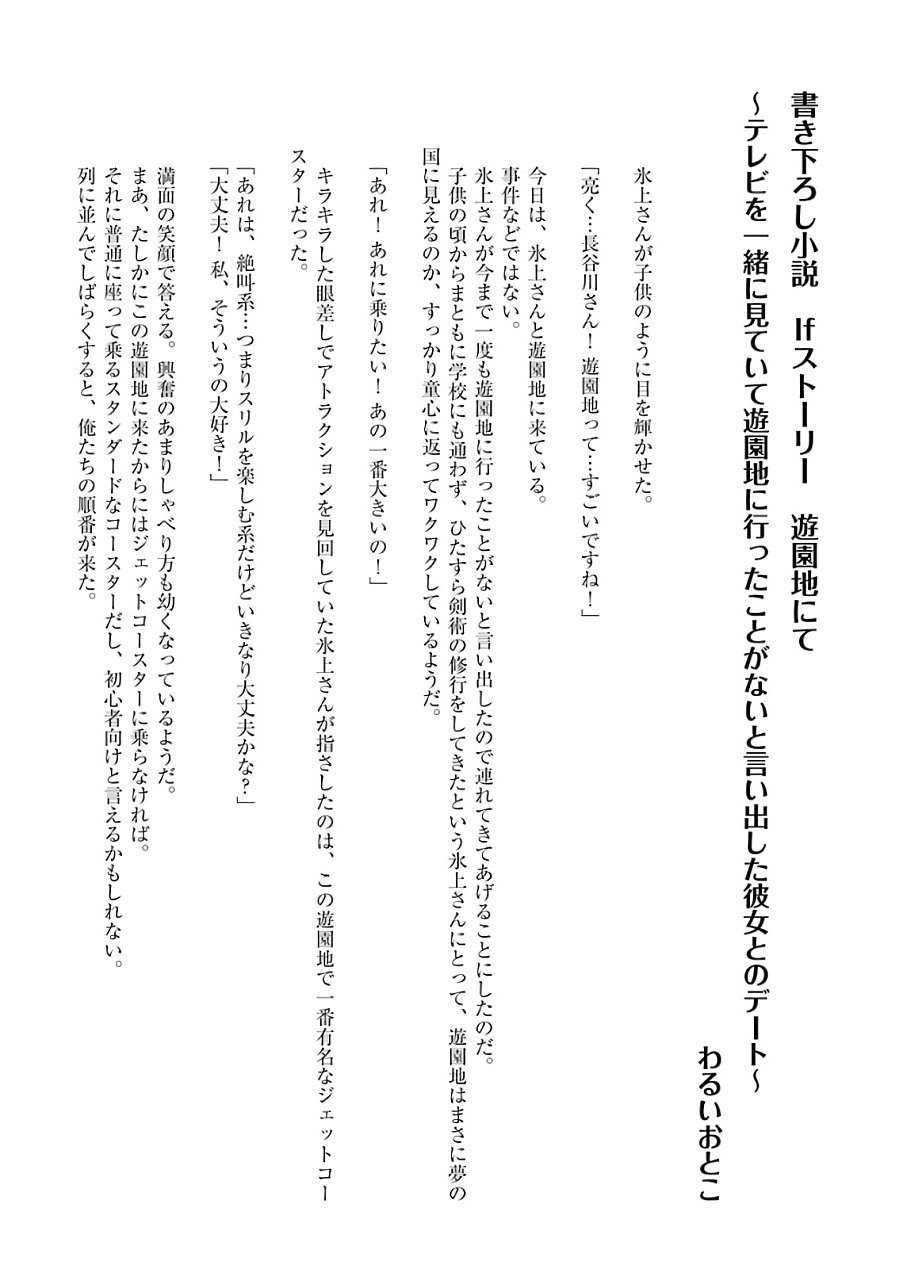 書き下ろし小説　Ifストーリー　遊園地にて
～テレビを一緒に見ていて遊園地に行ったことがないと言い出した彼女とのデート～
わるいおとこ
氷上さんが子供のように目を輝かせた。
「亮く…長谷川さん！ 遊園地って…すごいですね！」
今日は、氷上さんと遊園地に来ている。
事件などではない。
氷上さんが今まで一度も遊園地に行ったことがないと言い出したので連れてきてあげることにしたのだ。
子供の頃からまともに学校にも通わず、ひたすら剣術の修行をしてきたという氷上さんにとって、遊園地はまさに夢の
国に見えるのか、すっかり童心に返ってワクワクしているようだ。
「あれ！ あれに乗りたい！ あの一番大きいの！」
キラキラした眼差しでアトラクションを見回していた氷上さんが指さしたのは、この遊園地で一番有名なジェットコー
スターだった。
「あれは、絶叫系…つまりスリルを楽しむ系だけどいきなり大丈夫かな？」
「大丈夫！ 私、そういうの大好き！」
満面の笑顔で答える。興奮のあまりしゃべり方も幼くなっているようだ。
まあ、たしかにこの遊園地に来たからにはジェットコースターに乗らなければ。
それに普通に座って乗るスタンダードなコースターだし、初心者向けと言えるかもしれない。
列に並んでしばらくすると、俺たちの順番が来た。